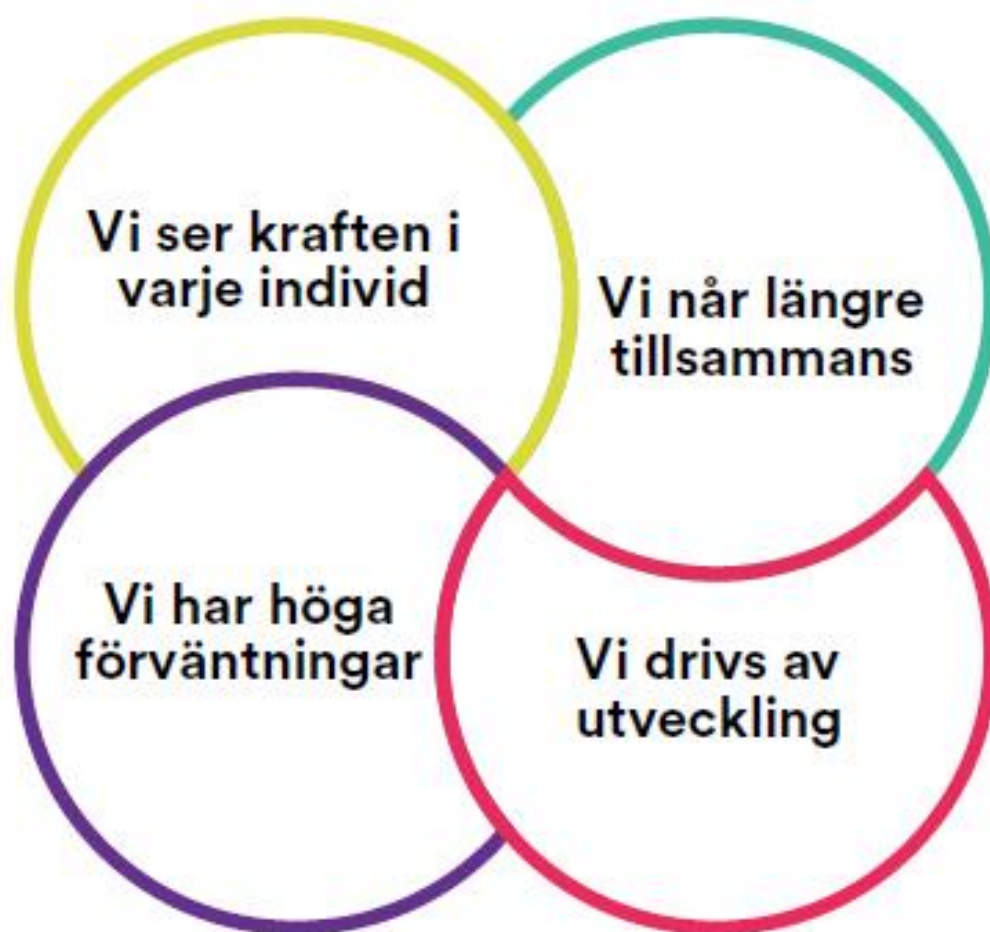 Vi ser kraften i
varje individ
Vi når längre
tillsammans
Vi har höga
förväntningar
Vi drivs av
utveckling